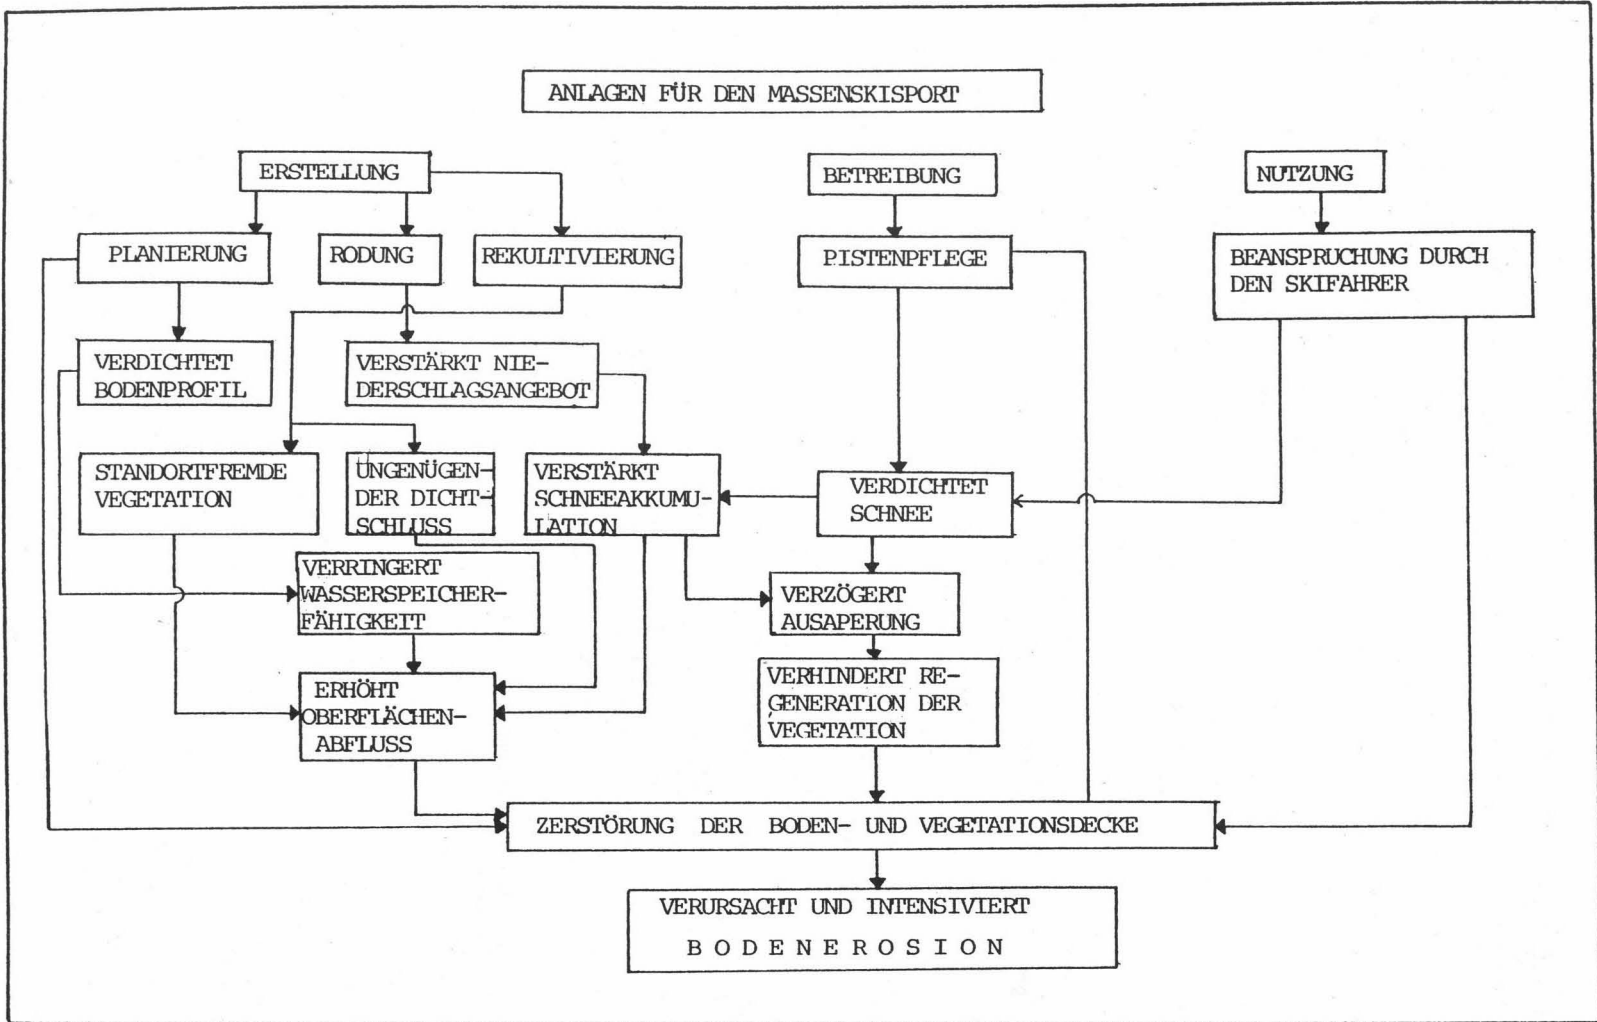 ANLAGEN FÜR DEN MASSENSKISPORT
ERSTELLUNG
BETREIBUNG
NUTZUNG
PLANIERUNG
RODUNG
REKULTIVIERUNG
PISTENPFLEGE
BEANSPRUCHUNG DURCH
DEN SKIFAHRER
VERDICHTET
BODENPROFIL
VERSTÄRKT NIE-
DERSCHLAGSANGEBOT
STANDORTFREMDE
VEGETATION
UNGENÜGEN-
DER DICHT-
SCHLUSS
VERSTÄRKT
SCHNEEAKKUMU-
LATION
VERDICHTET
SCHNEE
VERRINGERT
WASSERSPEICHER-
FÄHIGKEIT
VERZÖGERT
AUSAPERUNG
ERHÖHT
OBERFLÄCHEN-
ABFLUSS
VERHINDERT RE-
GENERATION DER
VEGETATION
ZERSTÖRUNG DER BODEN- UND VEGETATIONSDECKE
VERURSACHT UND INTENSIVIERT
BODENEROSION